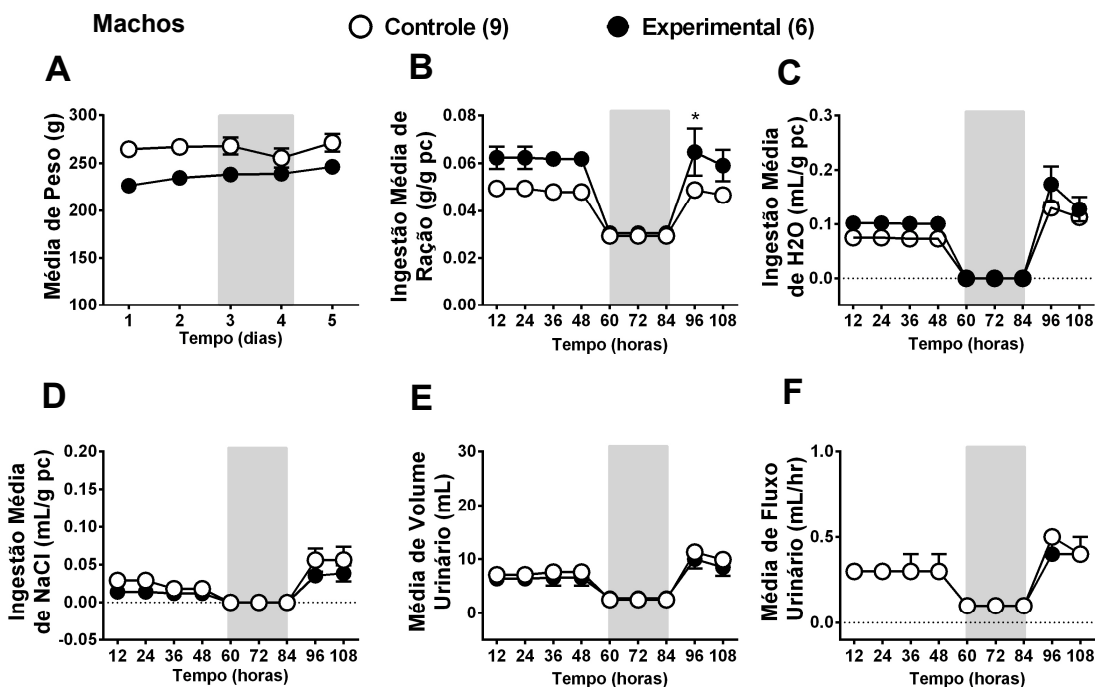 Machos
Controle (9)
Experimental (6)
A
Média de Peso (g)
300
250
200
150
100
1 2 3 4 5
Tempo (dias)
B
Ingestão Média de
Ração (g/g pc)
0.08
0.06
0.04
0.02
0.00
*
12 24 36 48 60 72 84 96 108
Tempo (horas)
C
Ingestão Média
de H2O (mL/g pc)
0.3
0.2
0.1
0.0
12 24 36 48 60 72 84 96 108
Tempo (horas)
D
Ingestão Média
de NaCl (mL/g pc)
0.20
0.15
0.10
0.05
0.00
-0.05
12 24 36 48 60 72 84 96 108
Tempo (horas)
E
Média de Volume
Urinário (mL)
30
20
10
0
12 24 36 48 60 72 84 96 108
Tempo (horas)
F
Média de Fluxo
Urinário (mL/hr)
1.0
0.5
0.0
12 24 36 48 60 72 84 96 108
Tempo (horas)